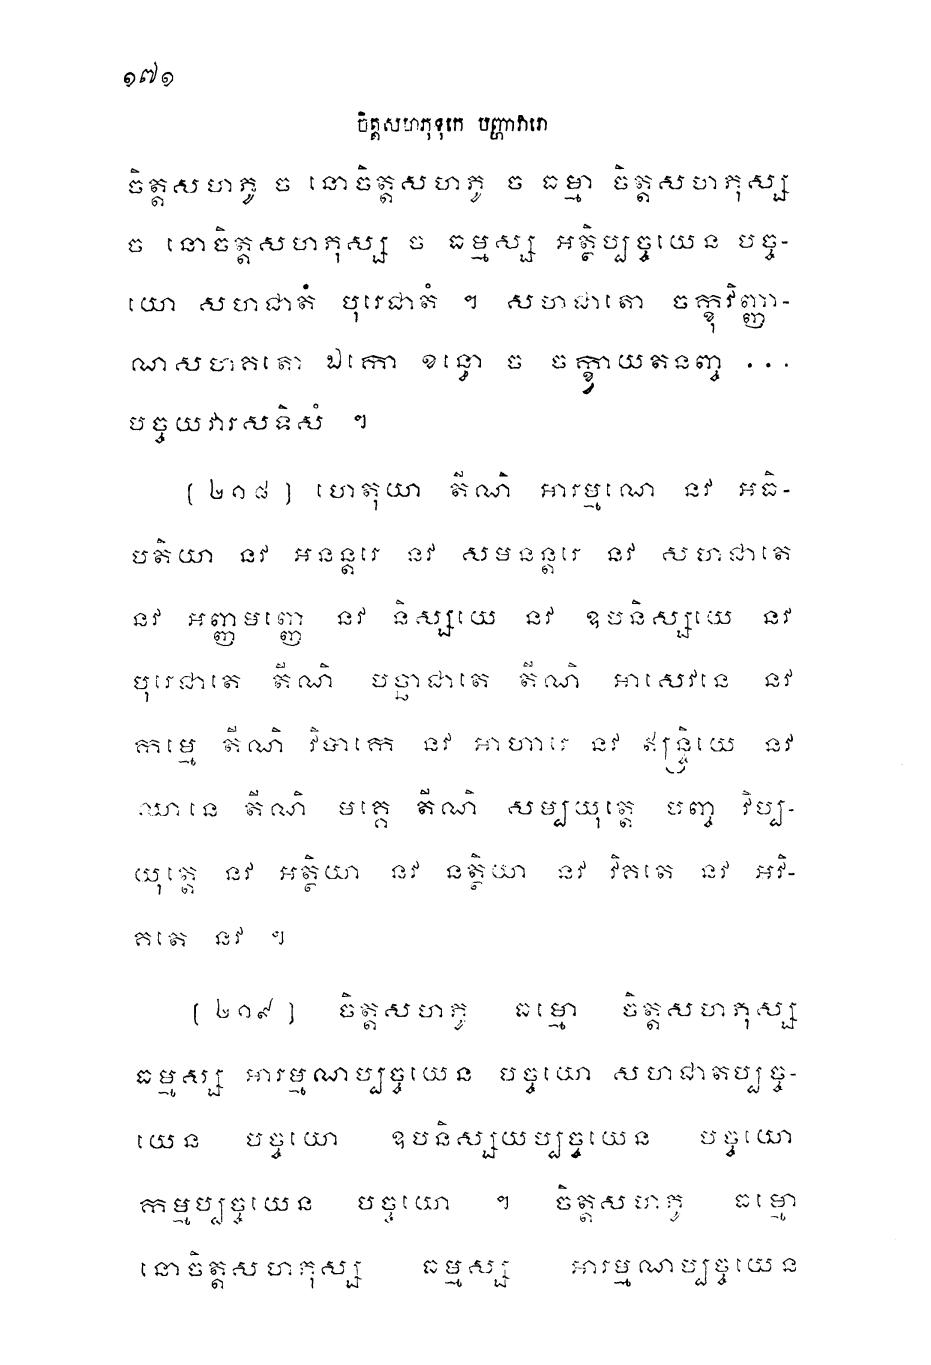 ១៧១
ចិត្តសហភុទុកេ បញ្ហាវារោ
ចិត្តសហភូ ច នោចិត្តសហភូ ច ធម្មា ចិត្តសហភុស្ស
ច នោចិត្តសហភុស្ស ច ធម្មស្ស អត្ថិប្បច្ចយេន បច្ច-
យោ សហជាតំ បុរេជាតំ ។ សហជាតោ ចក្ខុវិញ្ញា-
ណសហគតោ ឯកោ ខន្ធោ ច ចក្ខ្វាយតនញ្ច ...
បច្ចយវារសទិសំ ។
[ ២១៨ ] ហេតុយា តីណិ អារម្មណេ នវ អធិ-
បតិយា នវ អនន្តរេ នវ សមនន្តរេ នវ សហជាតេ
នវ អញ្ញមញ្ញេ នវ និស្សយេ នវ ឧបនិស្សយេ នវ
បុរេជាតេ តីណិ បច្ឆាជាតេ តីណិ អាសេវនេ នវ
កម្មេ តីណិ វិបាកេ នវ អាហារេ នវ ឥន្ទ្រិយេ នវ
ឈានេ តីណិ មគ្គេ តីណិ សម្បយុត្តេ បញ្ច វិប្ប-
យុត្តេ នវ អត្ថិយា នវ នត្ថិយា នវ វិគតេ នវ អវិ-
គតេ នវ ។
[ ២១៩ ] ចិត្តសហភូ ធម្មោ ចិត្តសហភុស្ស
ធម្មស្ស អារម្មណប្បច្ចយេន បច្ចយោ សហជាតប្បច្ច-
យេន បច្ចយោ ឧបនិស្សយប្បច្ចយេន បច្ចយោ
កម្មប្បច្ចយេន បច្ចយោ ។ ចិត្តសហភូ ធម្មោ
នោចិត្តសហភុស្ស ធម្មស្ស អារម្មណប្បច្ចយេន